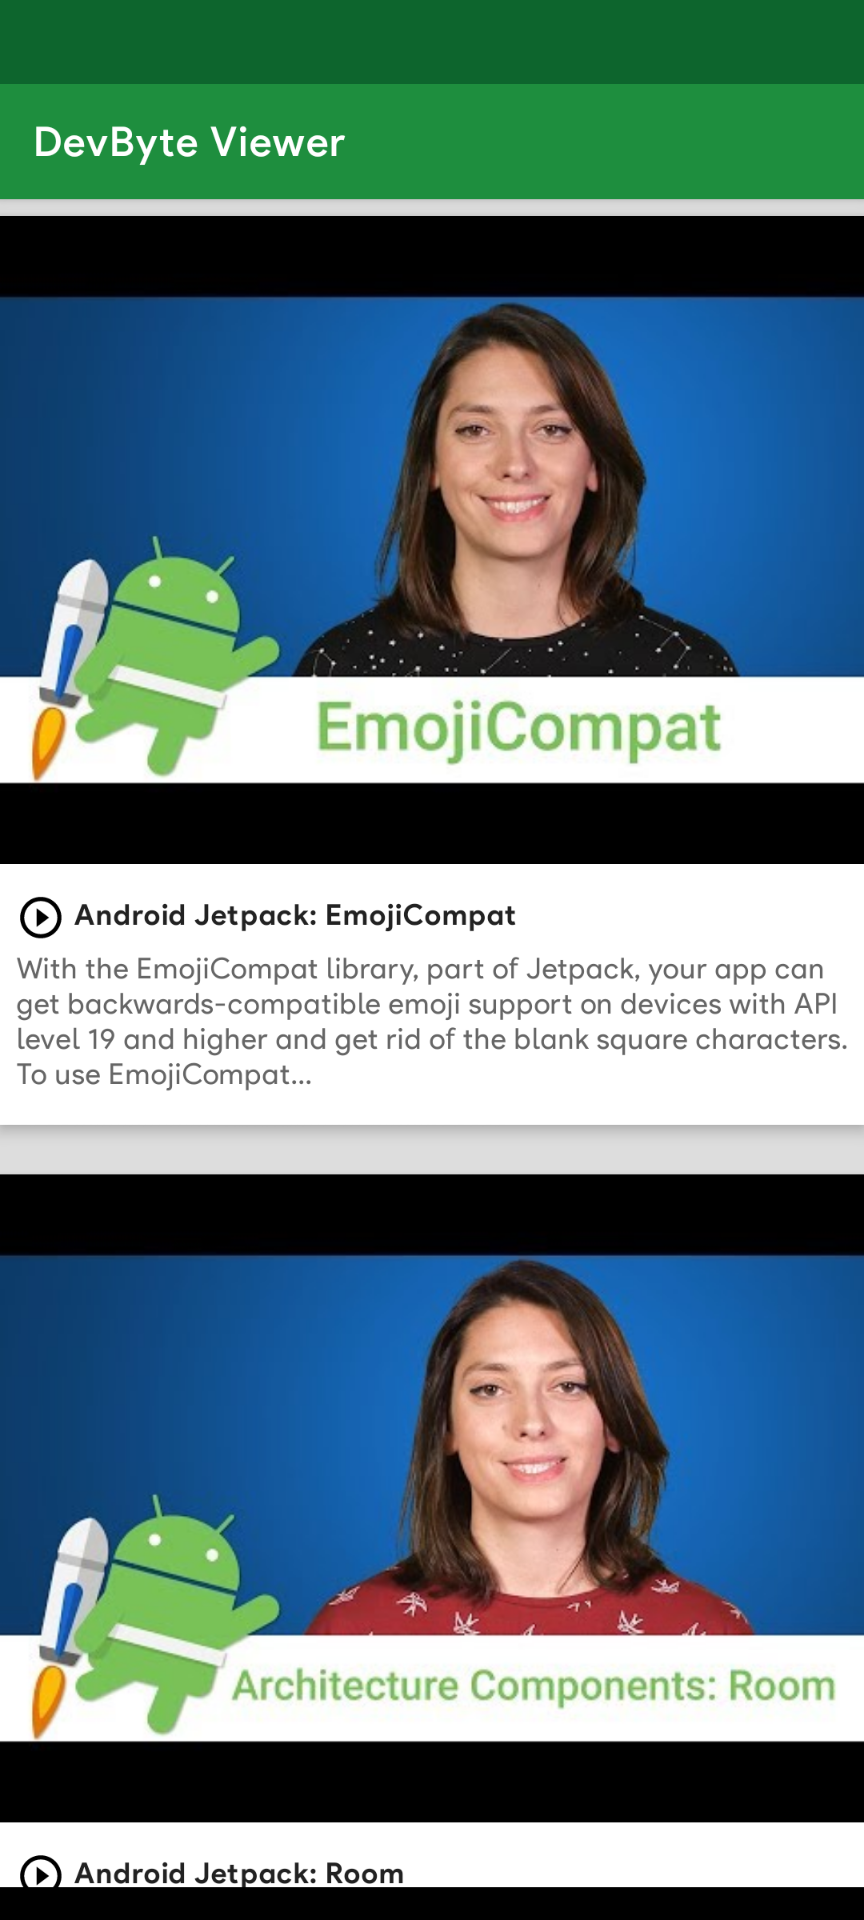 DevByte Viewer
EmojiCompat
Android Jetpack: EmojiCompat
With the EmojiCompat library, part of Jetpack, your app can
get backwards-compatible emoji support on devices with API
level 19 and higher and get rid of the blank square characters.
To use EmojiCompat...
Architecture Components: Room
Android Jetpack: Room